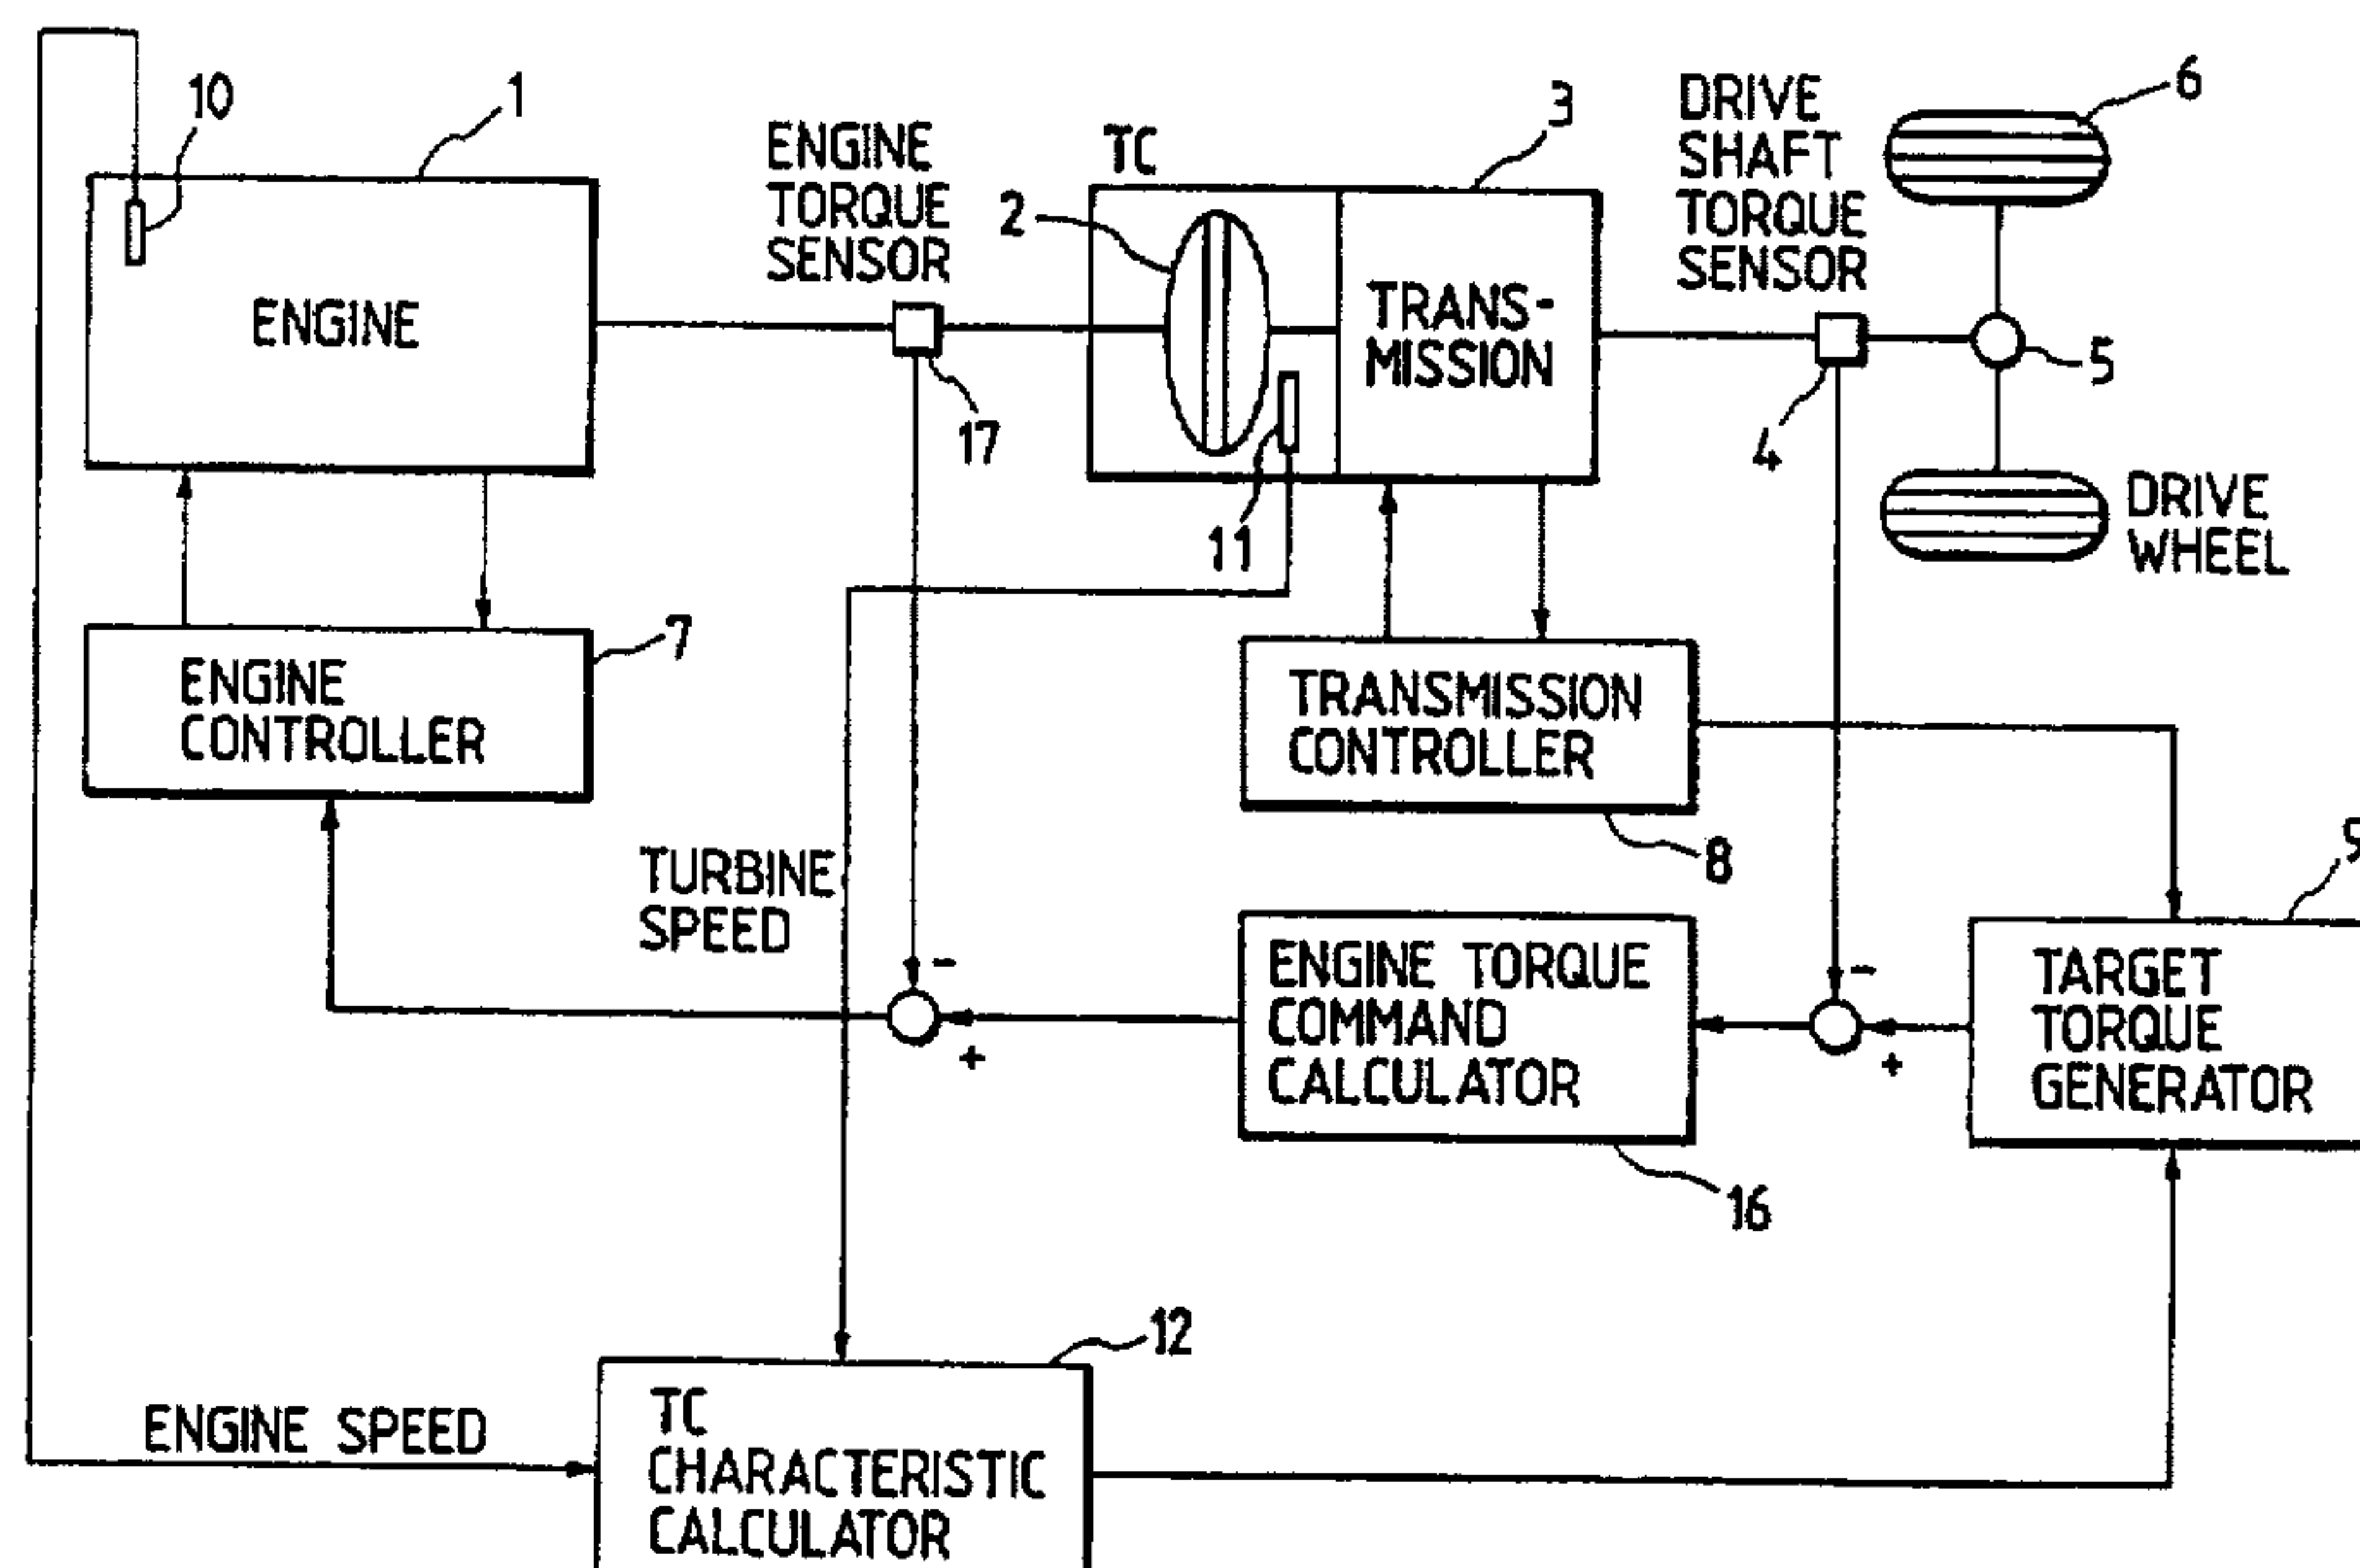 10
1
ENGINE
TORQUE
SENSOR
TC
2
3
DRIVE
SHAFT
TORQUE
SENSOR
6
ENGINE
TRANS-
MISSION
17
11
4
5
DRIVE
WHEEL
ENGINE
CONTROLLER
7
TRANSMISSION
CONTROLLER
8
9
TURBINE
SPEED
-
+
ENGINE TORQUE
COMMAND
CALCULATOR
16
-
+
TARGET
TORQUE
GENERATOR
12
ENGINE SPEED
TC
CHARACTERISTIC
CALCULATOR